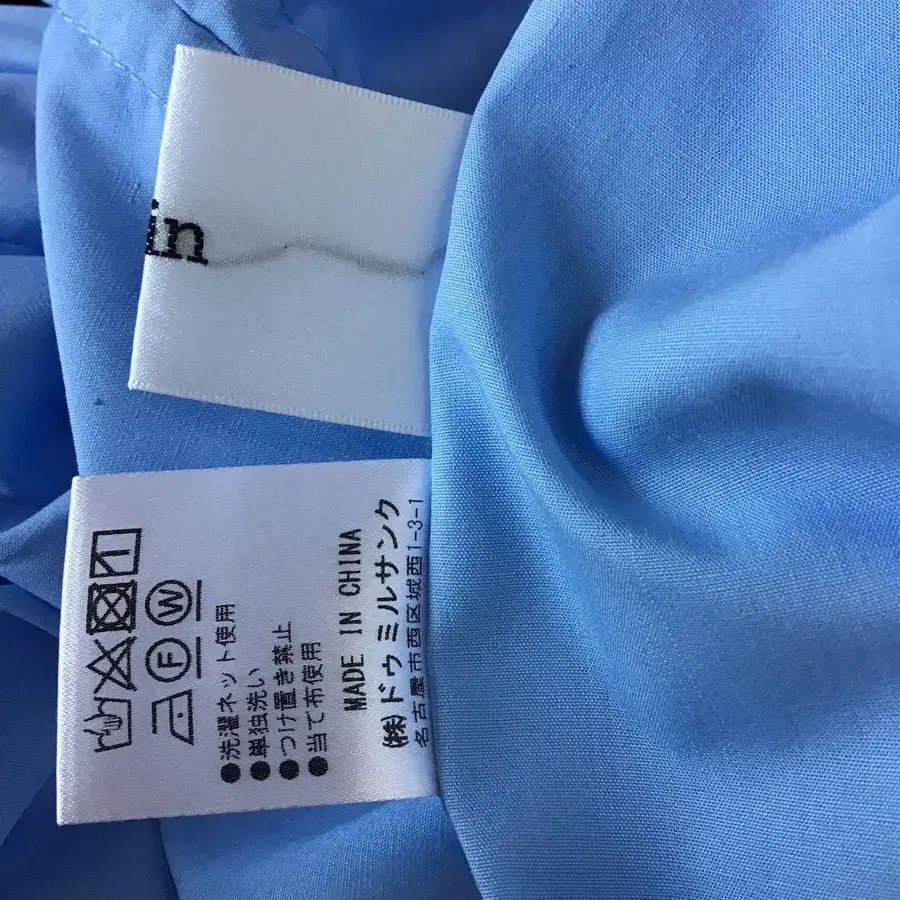 in
W
F
●洗濯ネット使用
●単独洗い
●つけ置き禁止
●当て布使用
MADE IN CHINA
(株)ドゥミルサンク
名古屋市西区城西1-3-1